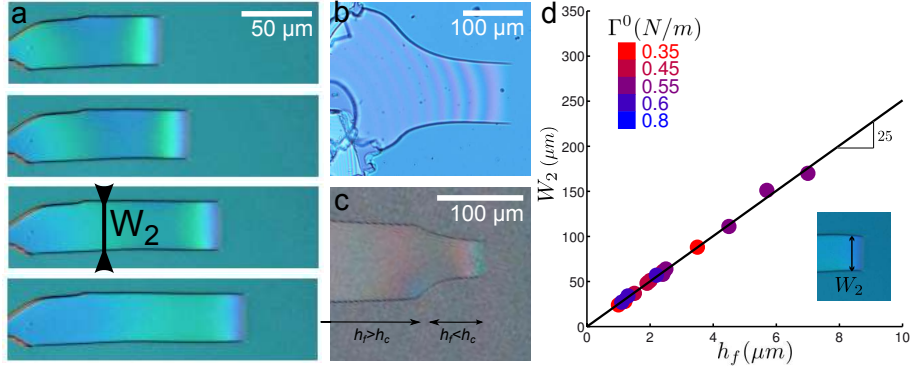 a
50 µm
W2
b
100 µm
c
100 µm
hf>hc
hf<hc
d
350
300
250
200
150
100
50
0
W2 (µm)
0
2
4
6
8
10
hf(µm)
Γ0(N/m)
0.35
0.45
0.55
0.6
0.8
25
W2